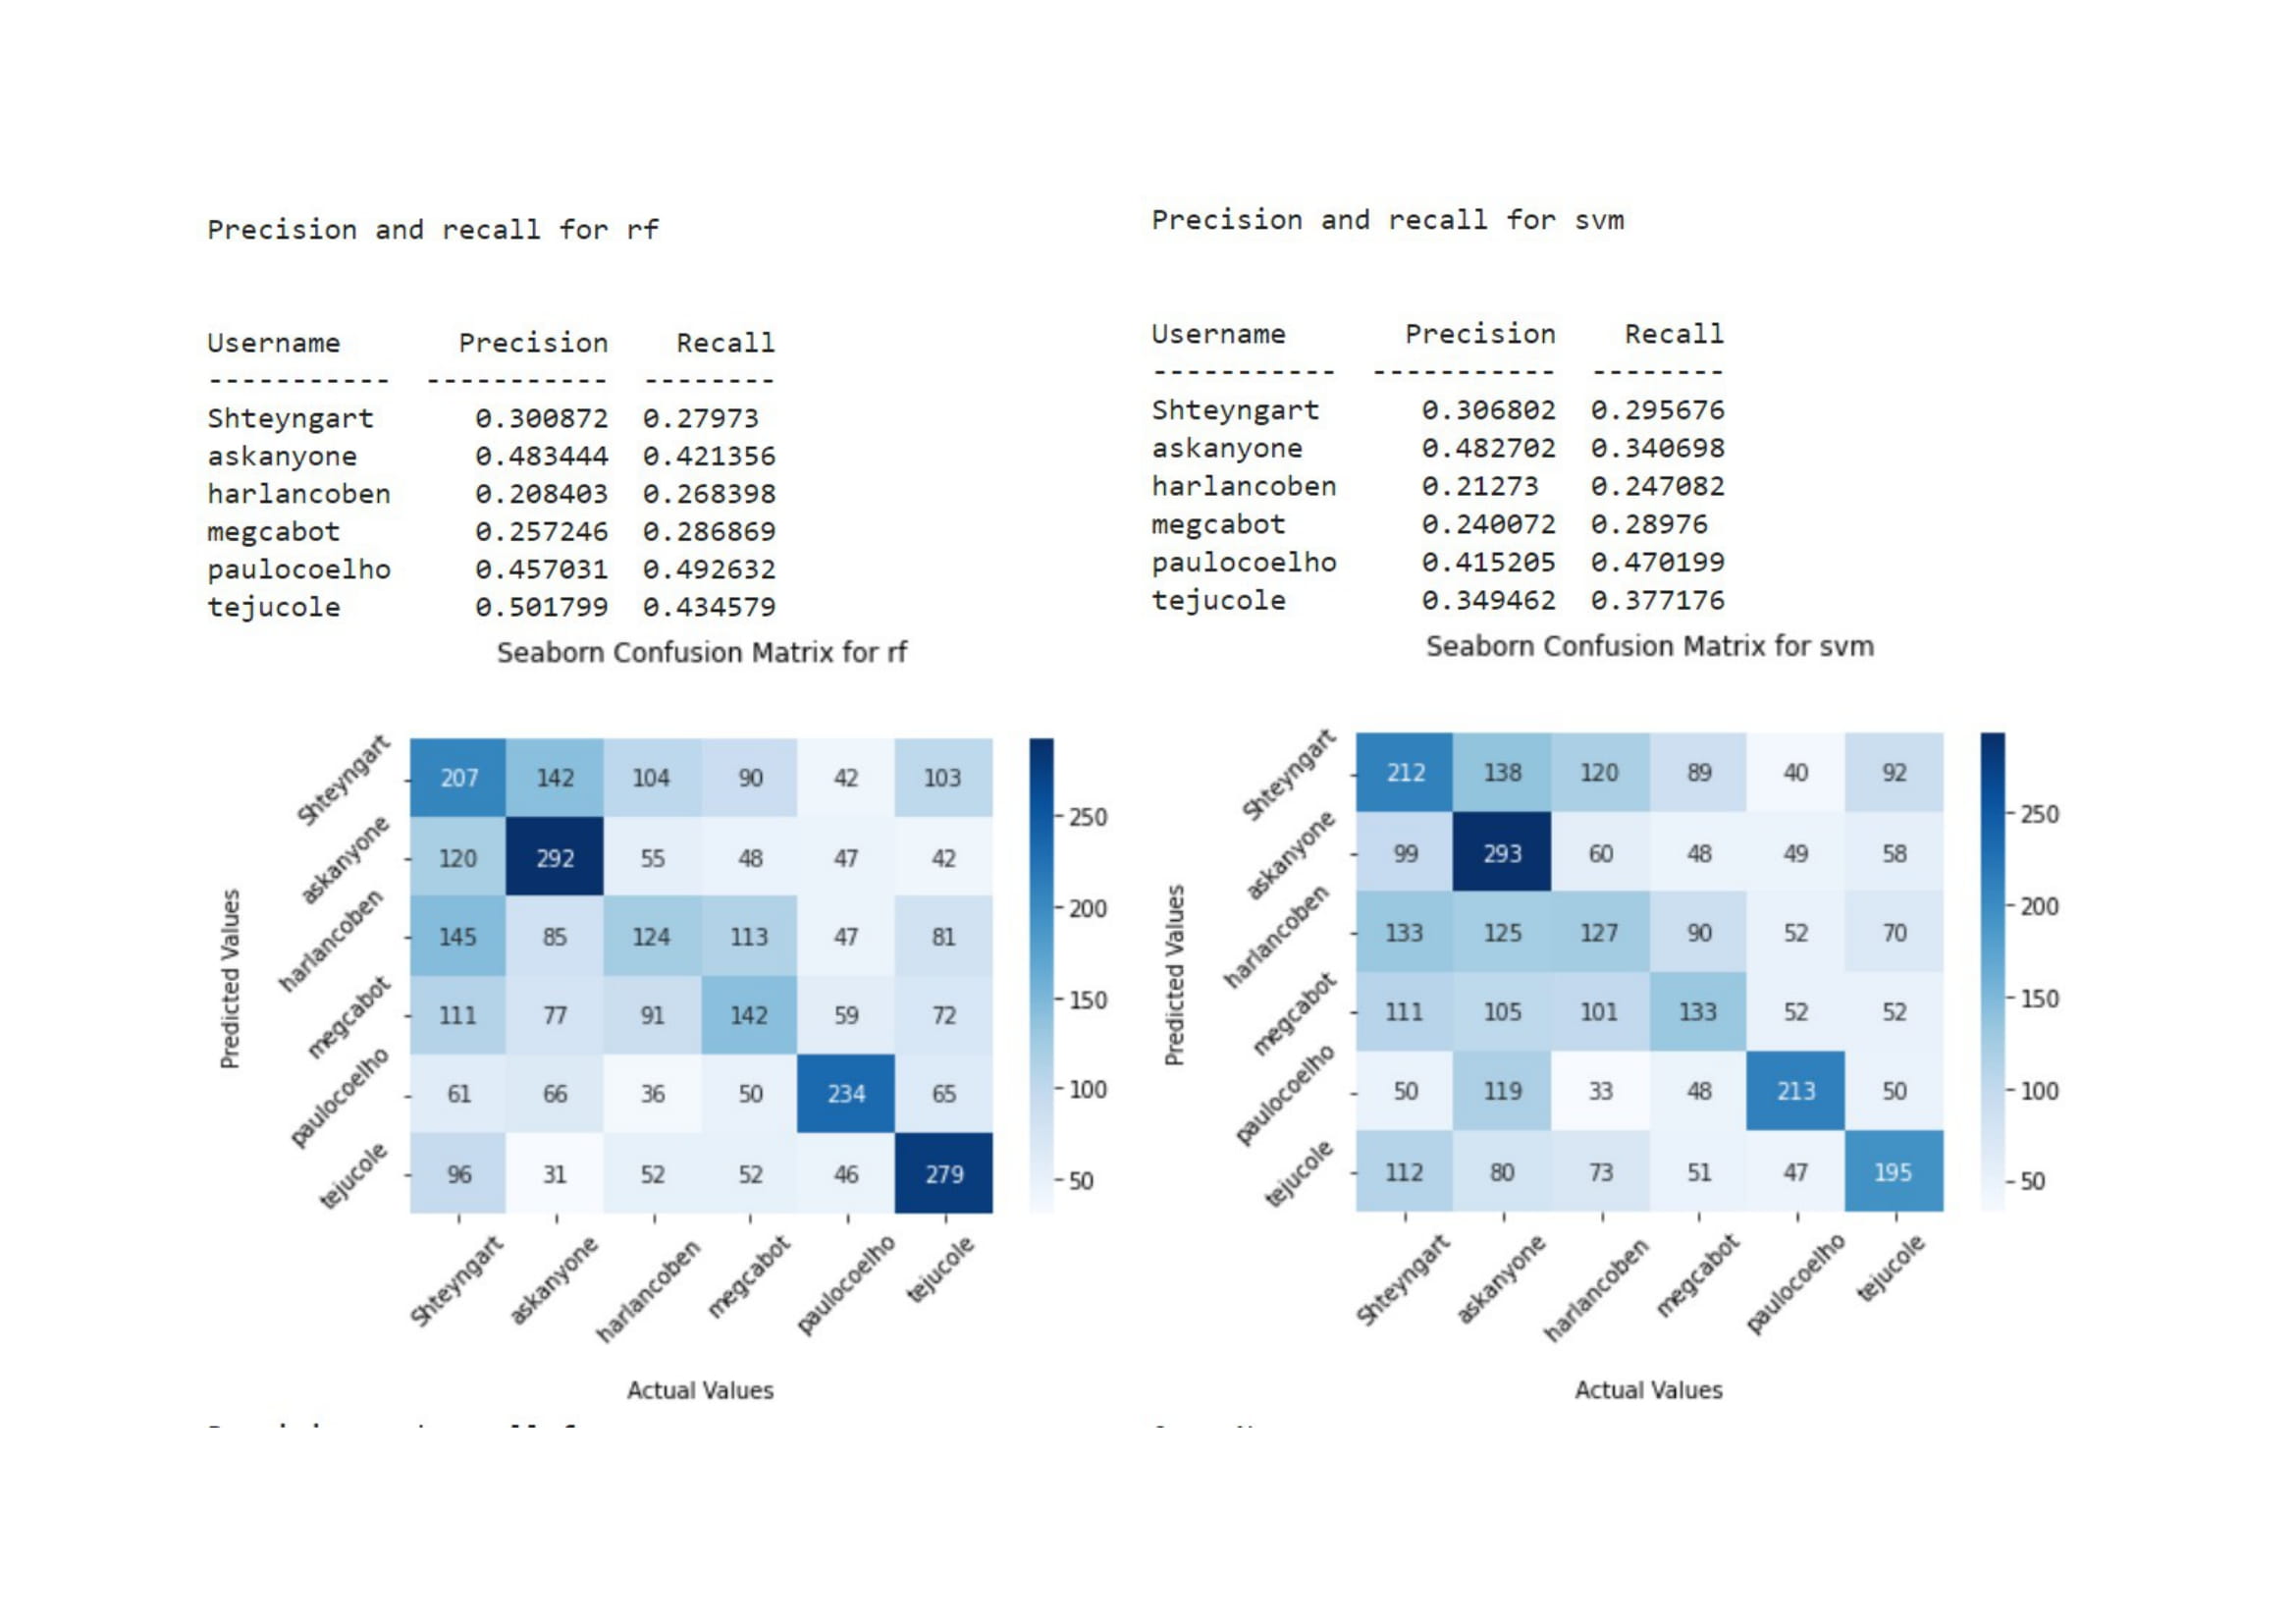 Precision and recall for rf
Username Precision Recall
----------- ----------- --------
Shteyngart 0.300872 0.27973
askanyone 0.483444 0.421356
harlancoben 0.208403 0.268398
megcabot 0.257246 0.286869
paulocoelho 0.457031 0.492632
tejucole 0.501799 0.434579
Seaborn Confusion Matrix for rf
Predicted Values
Shteyngart 207 142 104 90 42 103
askanyone 120 292 55 48 47 42
harlancoben 145 85 124 113 47 81
megcabot 111 77 91 142 59 72
paulocoelho 61 66 36 50 234 65
tejucole 96 31 52 52 46 279
Shteyngart askanyone harlancoben megcabot paulocoelho tejucole
Actual Values
250
200
150
100
50
Precision and recall for svm
Username Precision Recall
----------- ----------- --------
Shteyngart 0.306802 0.295676
askanyone 0.482702 0.340698
harlancoben 0.21273 0.247082
megcabot 0.240072 0.28976
paulocoelho 0.415205 0.470199
tejucole 0.349462 0.377176
Seaborn Confusion Matrix for svm
Predicted Values
Shteyngart 212 138 120 89 40 92
askanyone 99 293 60 48 49 58
harlancoben 133 125 127 90 52 70
megcabot 111 105 101 133 52 52
paulocoelho 50 119 33 48 213 50
tejucole 112 80 73 51 47 195
Shteyngart askanyone harlancoben megcabot paulocoelho tejucole
Actual Values
250
200
150
100
50